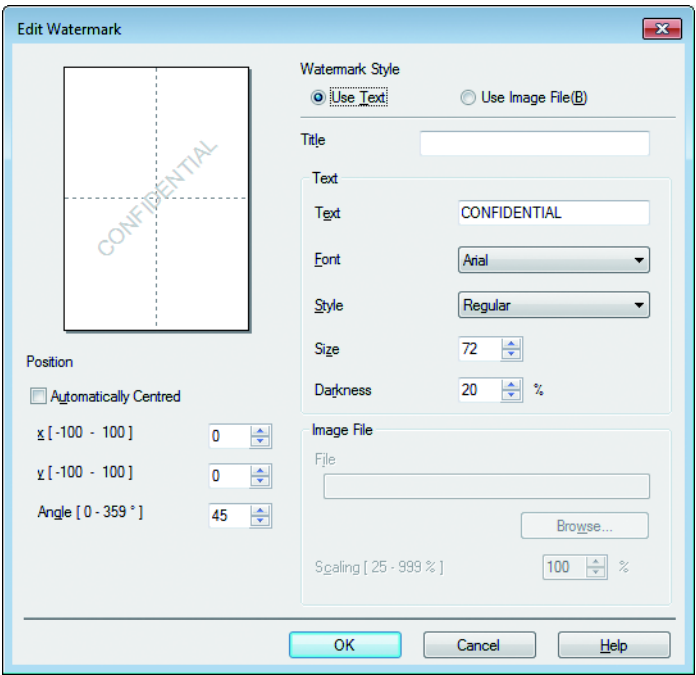 Edit Watermark
CONFIDENTIAL
Position
Automatically Centred
x [ -100 - 100 ] 0
y [ -100 - 100 ] 0
Angle [ 0 - 359 ° ] 45
Watermark Style
Use Text Use Image File(B)
Title
Text
Text CONFIDENTIAL
Font Arial
Style Regular
Size 72
Darkness 20 %
Image File
File
Browse...
Scaling [ 25 - 999 % ] 100 %
OK Cancel Help